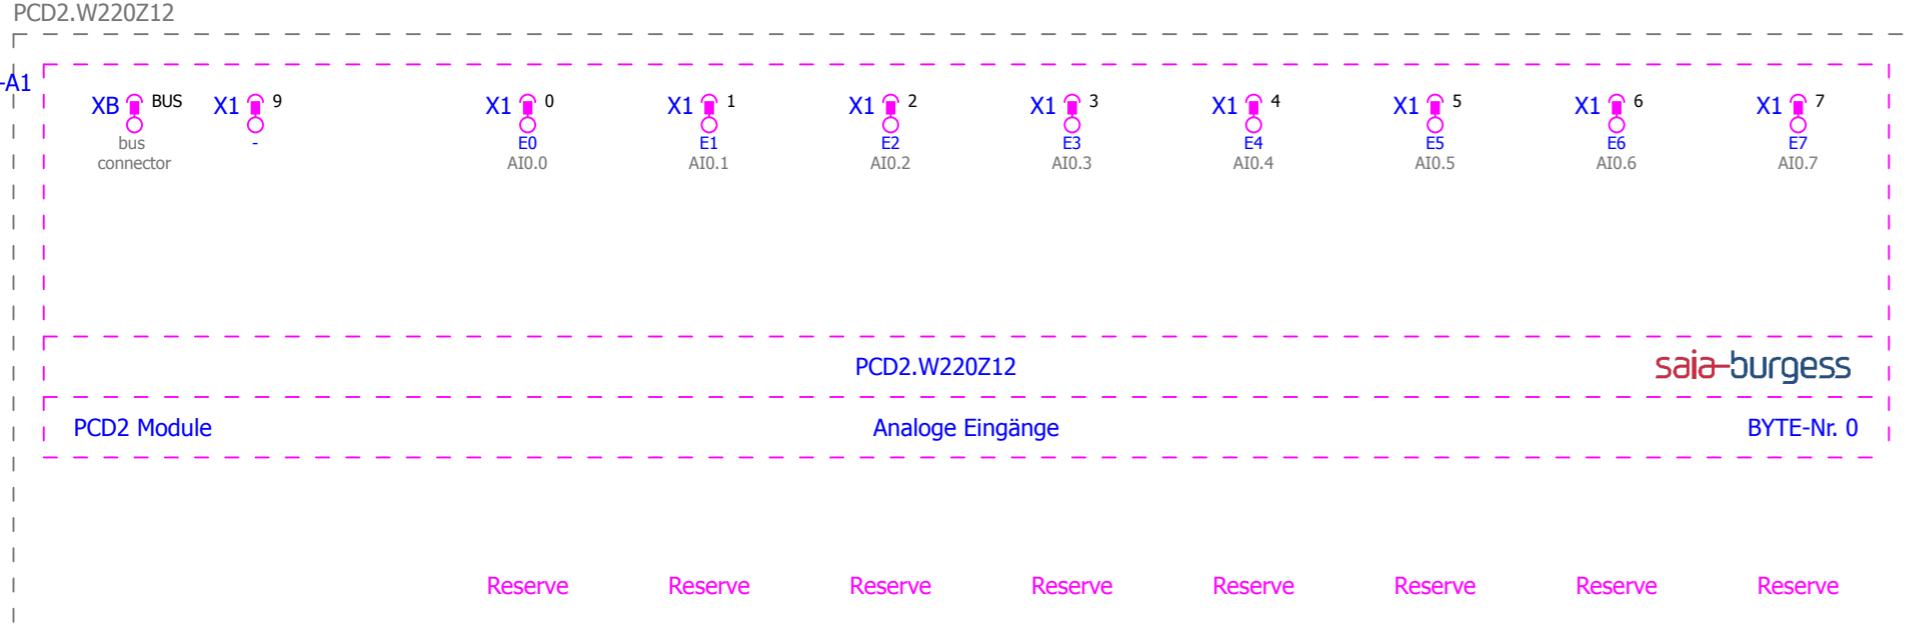 PCD2.W220Z12
-A1
XB BUS X1 9 X1 0 X1 1 X1 2 X1 3 X1 4 X1 5 X1 6 X1 7
bus - E0 E1 E2 E3 E4 E5 E6 E7
connector AI0.0 AI0.1 AI0.2 AI0.3 AI0.4 AI0.5 AI0.6 AI0.7
PCD2.W220Z12 saia-burgess
PCD2 Module Analoge Eingänge BYTE-Nr. 0
Reserve Reserve Reserve Reserve Reserve Reserve Reserve Reserve